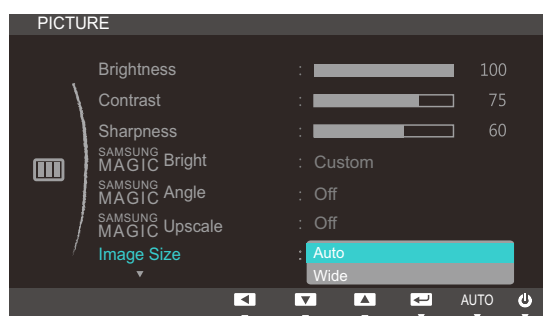 PICTURE
Brightness : 100
Contrast : 75
Sharpness : 60
SAMSUNG MAGIC Bright : Custom
SAMSUNG MAGIC Angle : Off
SAMSUNG MAGIC Upscale : Off
Image Size : Auto
Wide
AUTO